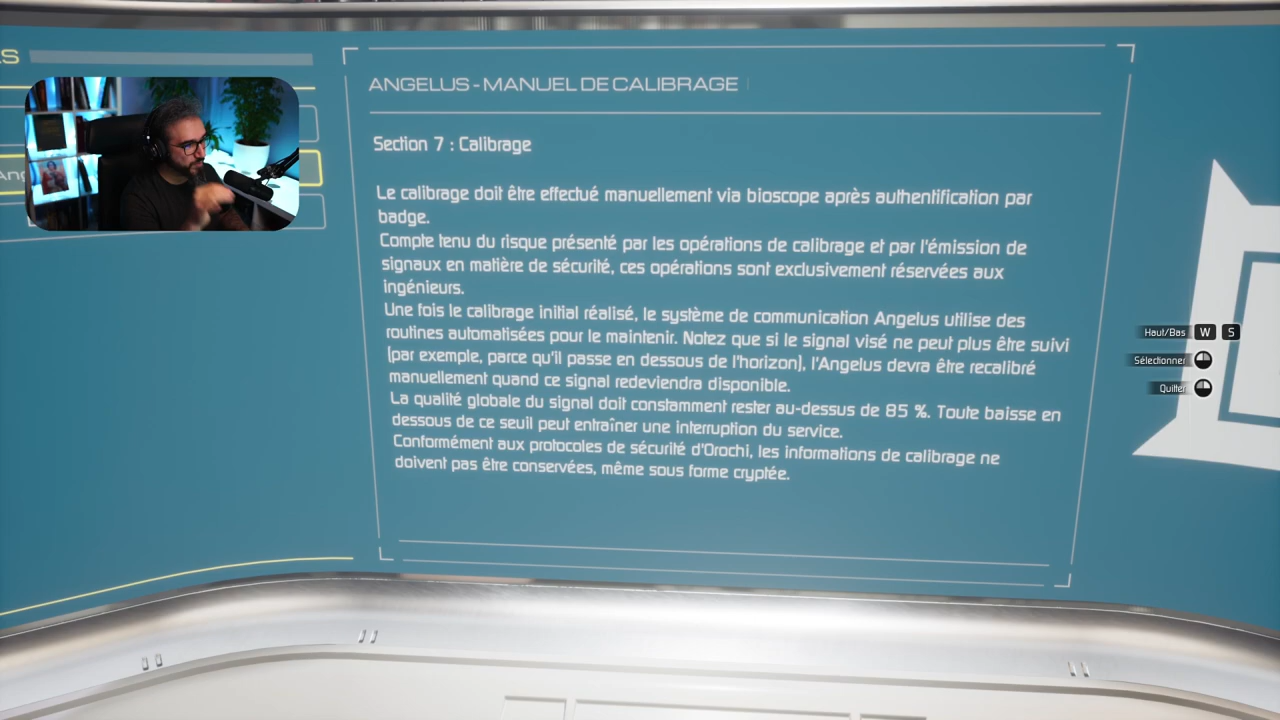 S
ANGELUS - MANUEL DE CALIBRAGE
Section 7 : Calibrage
Le calibrage doit être effectué manuellement via bioscope après authentification par
badge.
Compte tenu du risque présenté par les opérations de calibrage et par l'émission de
signaux en matière de sécurité, ces opérations sont exclusivement réservées aux
ingénieurs.
Une fois le calibrage initial réalisé, le système de communication Angelus utilise des
routines automatisées pour le maintenir. Notez que si le signal visé ne peut plus être suivi
(par exemple, parce qu'il passe en dessous de l'horizon), l'Angelus devra être recalibré
manuellement quand ce signal redeviendra disponible.
La qualité globale du signal doit constamment rester au-dessus de 85 %. Toute baisse en
dessous de ce seuil peut entraîner une interruption du service.
Conformément aux protocoles de sécurité d'Orochi, les informations de calibrage ne
doivent pas être conservées, même sous forme cryptée.
Ang
Haut/Bas W S
Sélectionner
Quitter